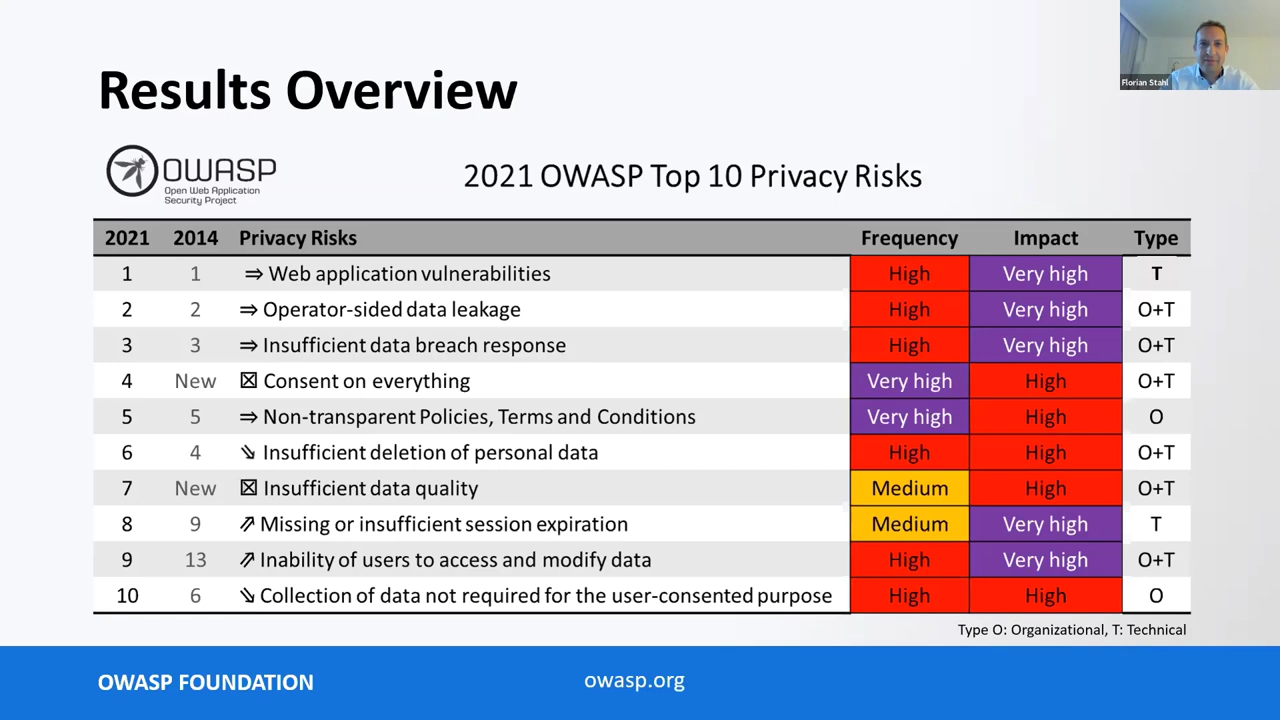 Florian Stahl
Results Overview
OWASP
Open Web Application
Security Project
2021 OWASP Top 10 Privacy Risks
2021 2014 Privacy Risks Frequency Impact Type
1 1 ⇒ Web application vulnerabilities High Very high T
2 2 ⇒ Operator-sided data leakage High Very high O+T
3 3 ⇒ Insufficient data breach response High Very high O+T
4 New ☒ Consent on everything Very high High O+T
5 5 ⇒ Non-transparent Policies, Terms and Conditions Very high High O
6 4 ⇘ Insufficient deletion of personal data High High O+T
7 New ☒ Insufficient data quality Medium High O+T
8 9 ⇗ Missing or insufficient session expiration Medium Very high T
9 13 ⇗ Inability of users to access and modify data High Very high O+T
10 6 ⇘ Collection of data not required for the user-consented purpose High High O
Type O: Organizational, T: Technical
OWASP FOUNDATION owasp.org